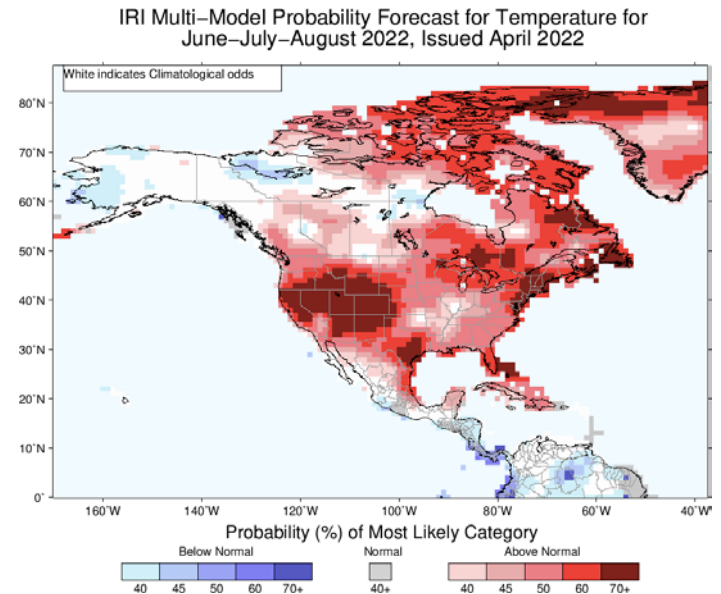 IRI Multi−Model Probability Forecast for Temperature for
June−July−August 2022, Issued April 2022
White indicates Climatological odds
80˚N
70˚N
60˚N
50˚N
40˚N
30˚N
20˚N
10˚N
0˚
160˚W 140˚W 120˚W 100˚W 80˚W 60˚W 40˚W
Probability (%) of Most Likely Category
Below Normal Normal Above Normal
40 45 50 60 70+ 40+ 40 45 50 60 70+